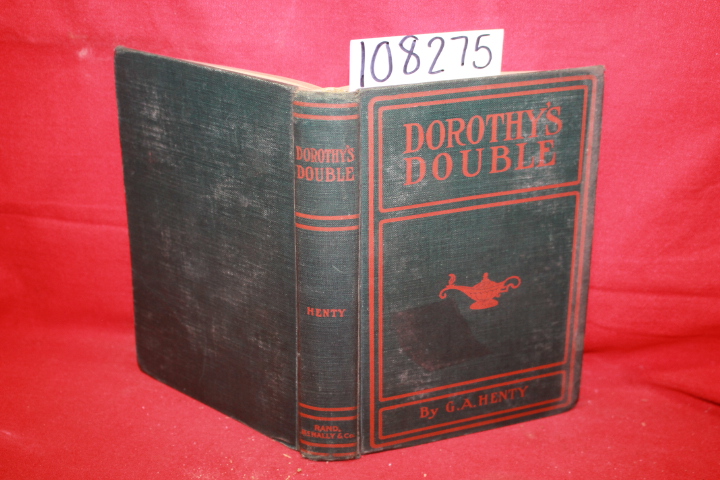 108275
DOROTHY'S
DOUBLE
HENTY
RAND,
McNALLY & Co
DOROTHY'S
DOUBLE
By G.A. HENTY